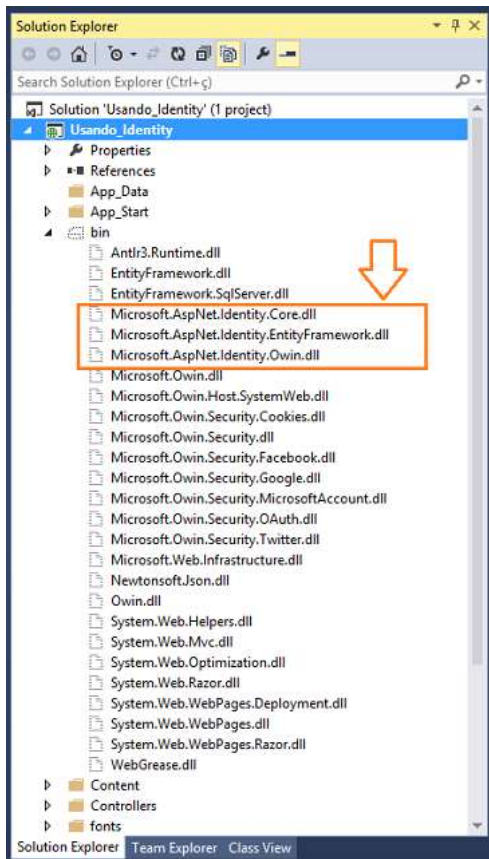 Solution Explorer
Search Solution Explorer (Ctrl+ç)
Solution 'Usando_Identity' (1 project)
Usando_Identity
Properties
References
App_Data
App_Start
bin
Antlr3.Runtime.dll
EntityFramework.dll
EntityFramework.SqlServer.dll
Microsoft.AspNet.Identity.Core.dll
Microsoft.AspNet.Identity.EntityFramework.dll
Microsoft.AspNet.Identity.Owin.dll
Microsoft.Owin.dll
Microsoft.Owin.Host.SystemWeb.dll
Microsoft.Owin.Security.Cookies.dll
Microsoft.Owin.Security.dll
Microsoft.Owin.Security.Facebook.dll
Microsoft.Owin.Security.Google.dll
Microsoft.Owin.Security.MicrosoftAccount.dll
Microsoft.Owin.Security.OAuth.dll
Microsoft.Owin.Security.Twitter.dll
Microsoft.Web.Infrastructure.dll
Newtonsoft.Json.dll
Owin.dll
System.Web.Helpers.dll
System.Web.Mvc.dll
System.Web.Optimization.dll
System.Web.Razor.dll
System.Web.WebPages.Deployment.dll
System.Web.WebPages.dll
System.Web.WebPages.Razor.dll
WebGrease.dll
Content
Controllers
fonts
Solution Explorer Team Explorer Class View